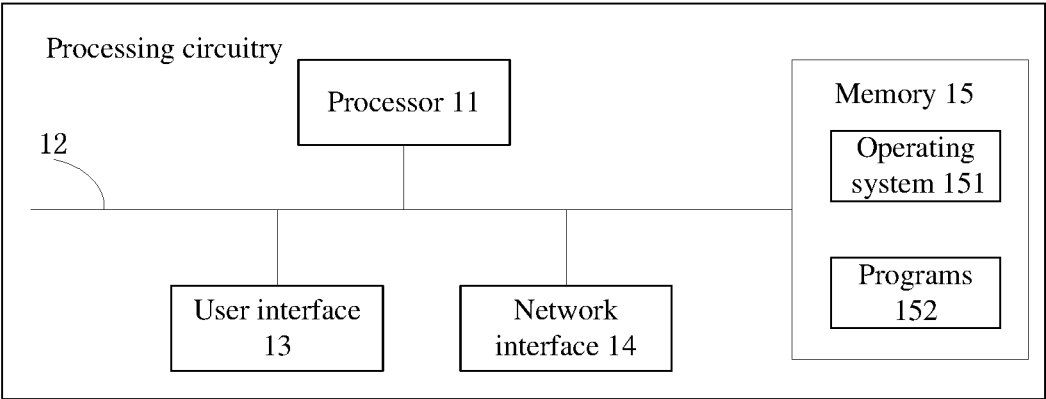 Processing circuitry
Processor 11
Memory 15
12
Operating
system 151
User interface
13
Network
interface 14
Programs
152